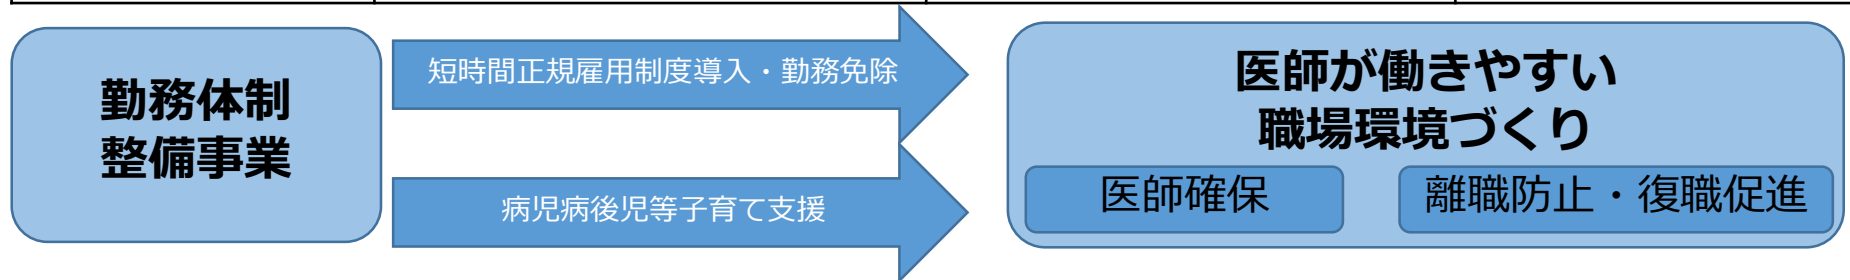 勤務体制
整備事業
短時間正規雇用制度導入・勤務免除
病児病後児等子育て支援
医師が働きやすい
職場環境づくり
医師確保
離職防止・復職促進